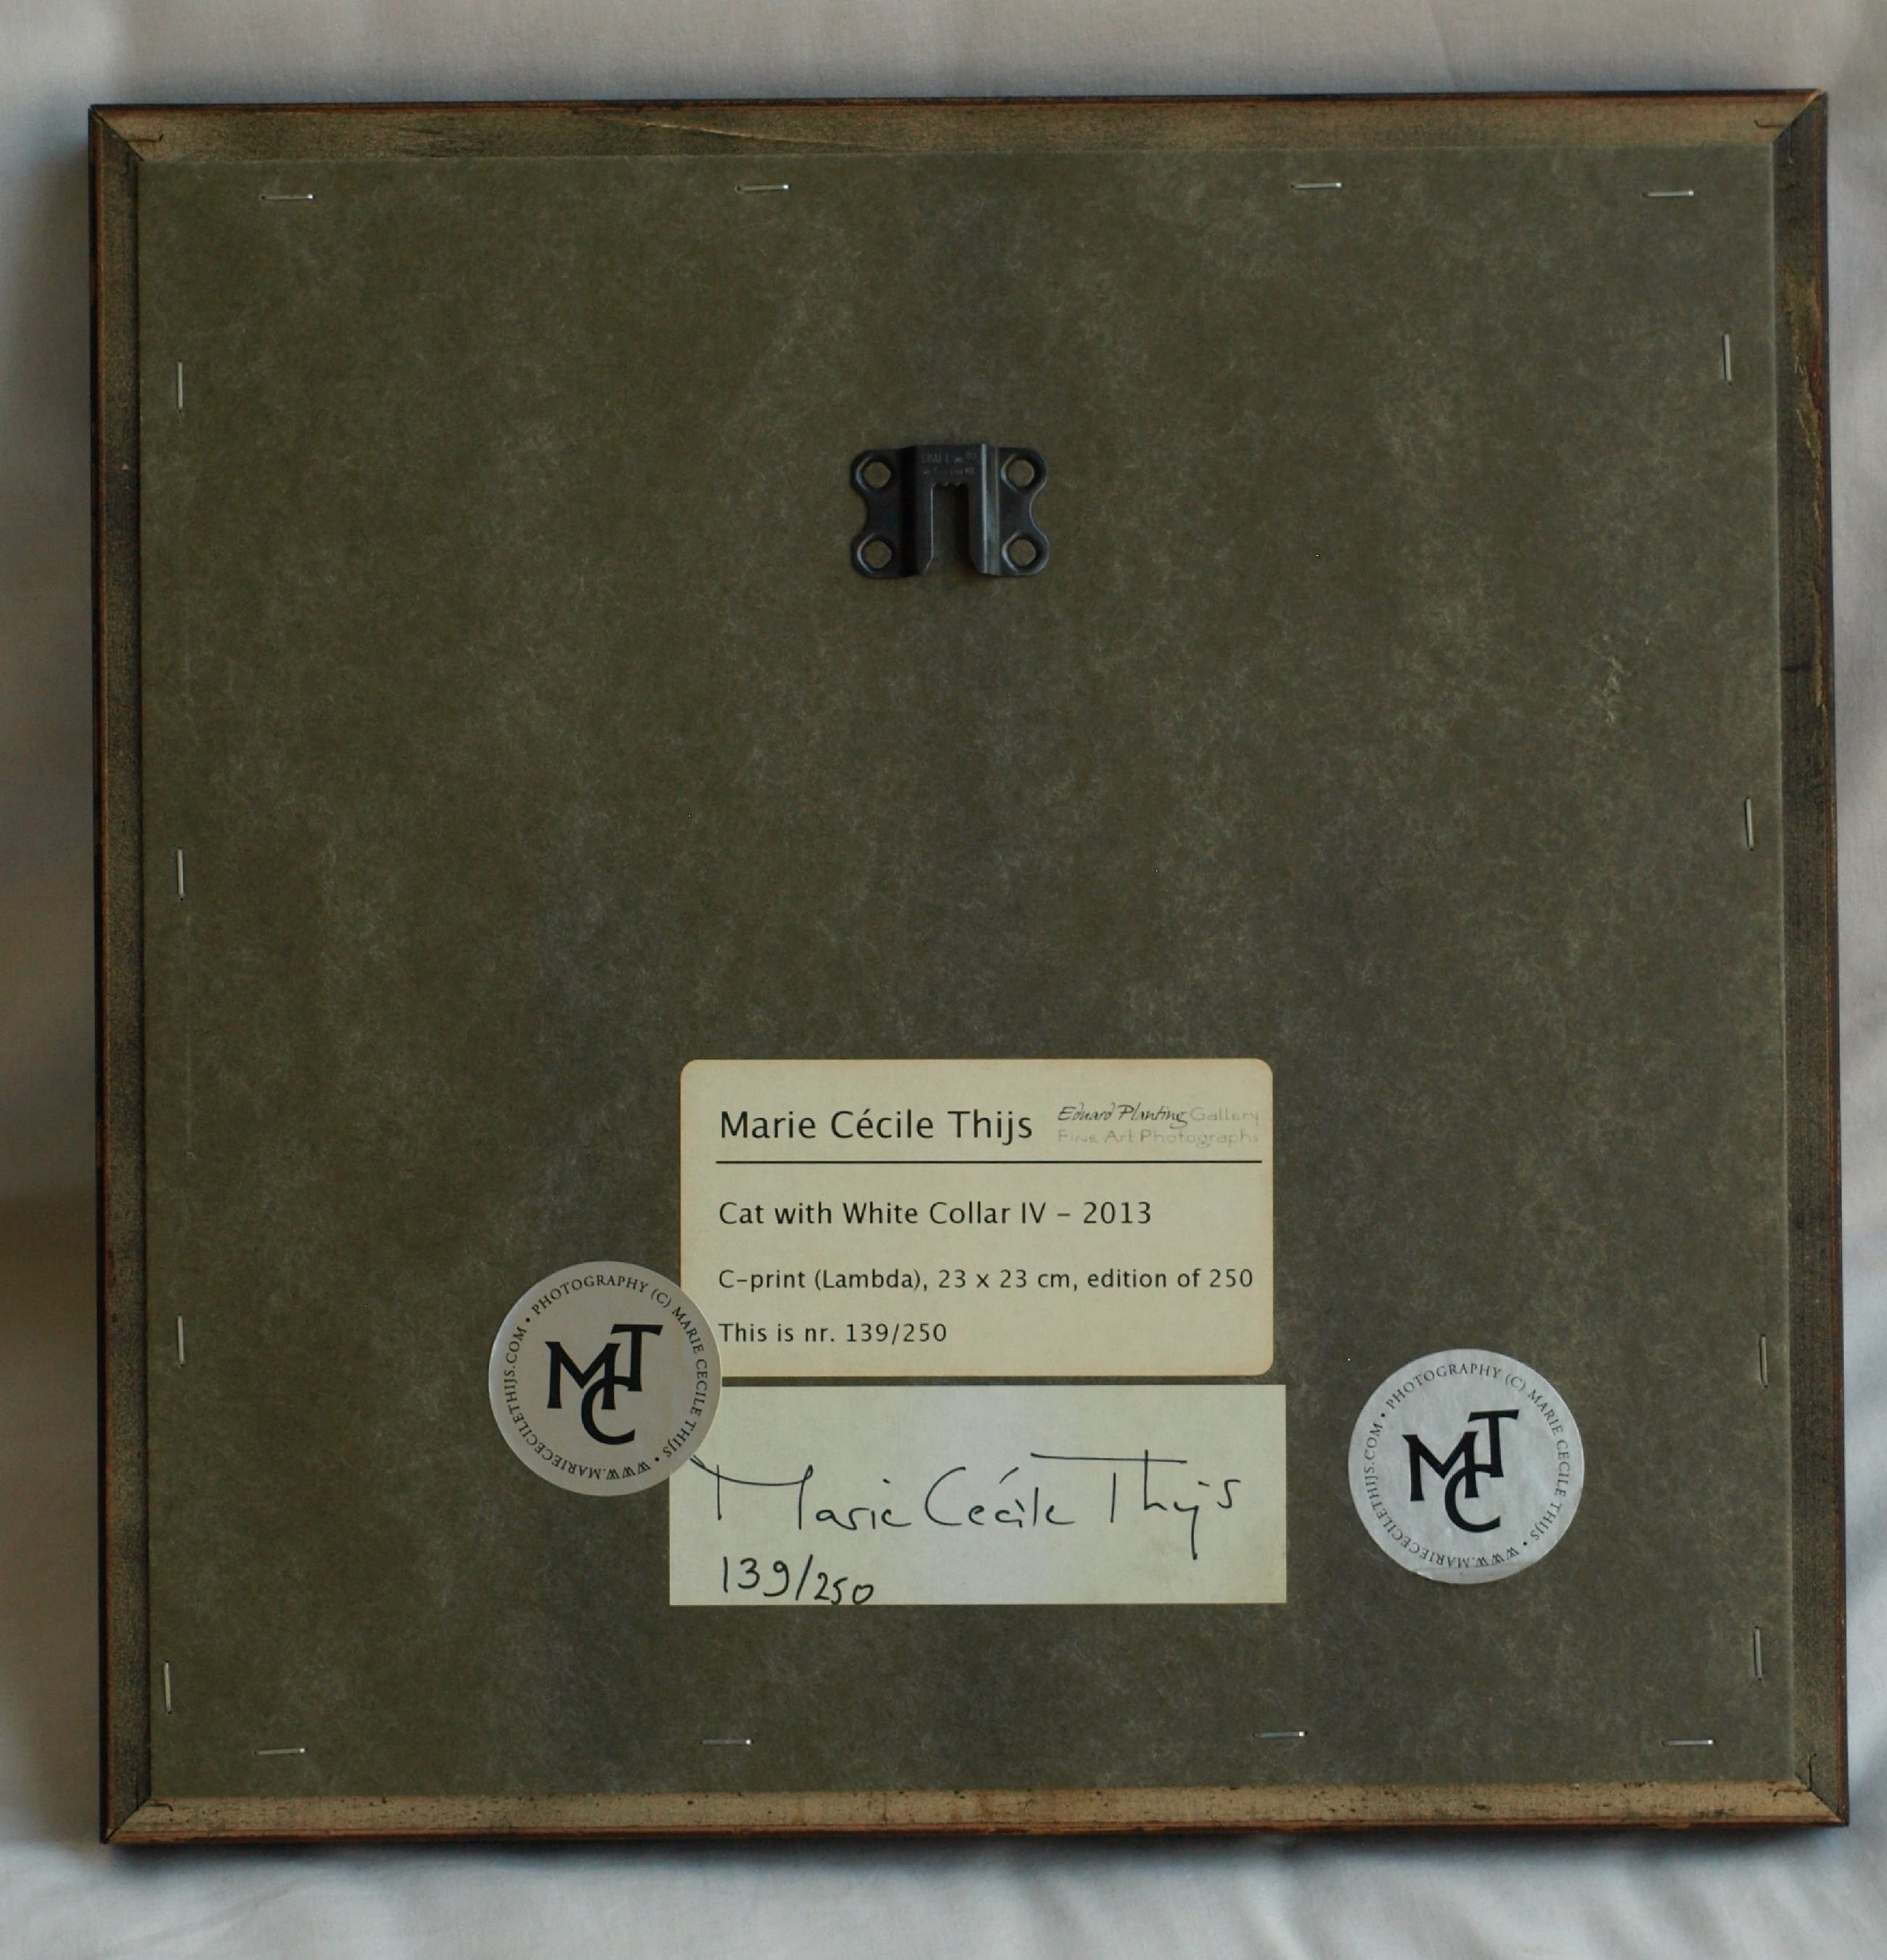 Marie Cécile Thijs
Eduard Planting Gallery
Fine Art Photographs
Cat with White Collar IV – 2013
C-print (Lambda), 23 x 23 cm, edition of 250
This is nr. 139/250
MCT
PHOTOGRAPHY (C) MARIE CECILE THIJS • WWW.MARIECECILETHIJS.COM •
Marie Cécile Thijs
139/250
MCT
PHOTOGRAPHY (C) MARIE CECILE THIJS • WWW.MARIECECILETHIJS.COM •